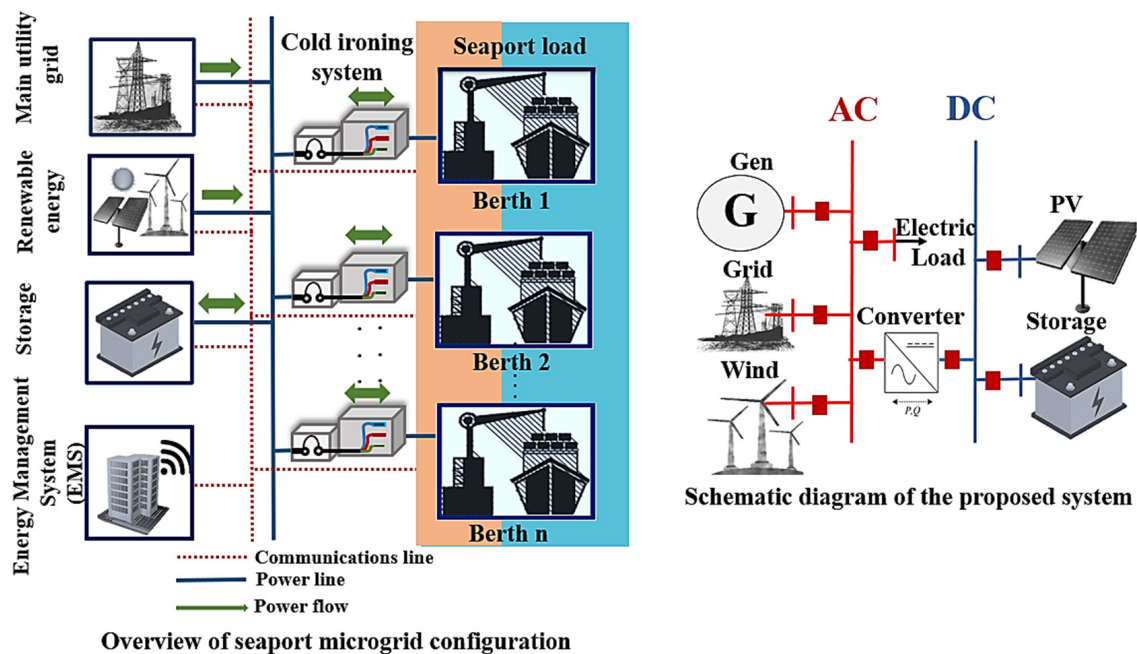 Main utility
grid
Renewable
energy
Storage
Energy Management
System
(EMS)
Cold ironing
system
Seaport load
Berth 1
Berth 2
Berth n
Communications line
Power line
Power flow
Overview of seaport microgrid configuration
AC
DC
Gen
G
Electric
Load
PV
Grid
Converter
Storage
Wind
P,Q
Schematic diagram of the proposed system